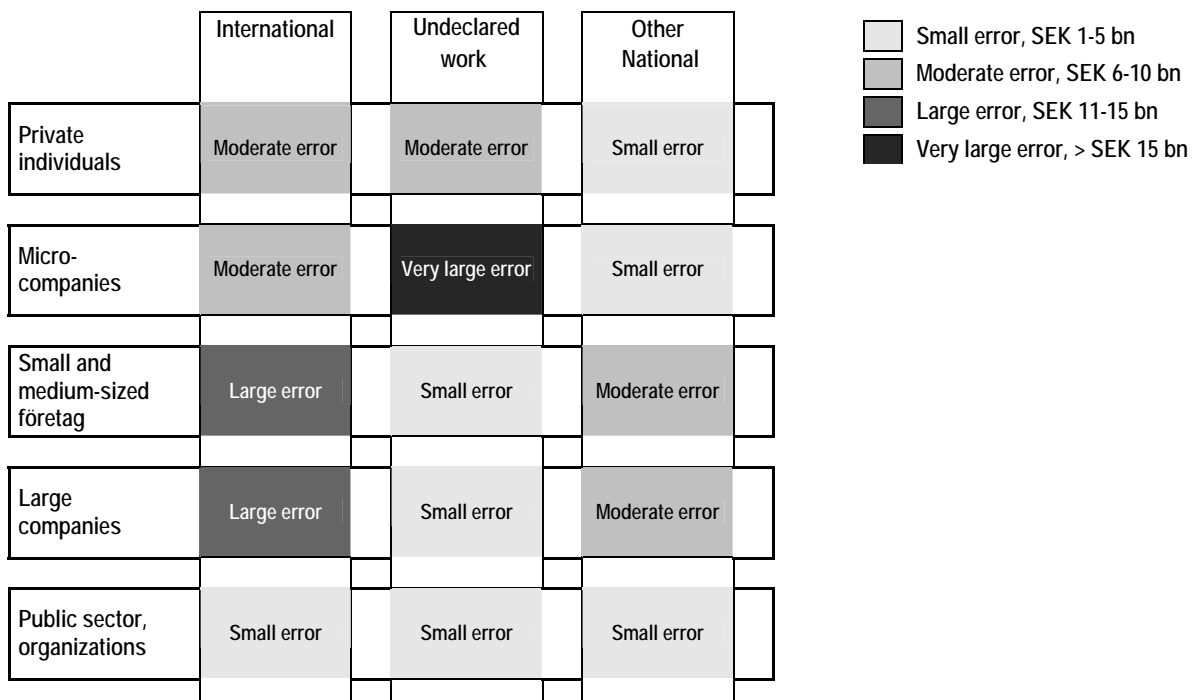 International
Undeclared
work
Other
National
Small error, SEK 1-5 bn
Moderate error, SEK 6-10 bn
Large error, SEK 11-15 bn
Very large error, > SEK 15 bn
Private
individuals
Moderate error
Moderate error
Small error
Micro-
companies
Moderate error
Very large error
Small error
Small and
medium-sized
företag
Large error
Small error
Moderate error
Large
companies
Large error
Small error
Moderate error
Public sector,
organizations
Small error
Small error
Small error